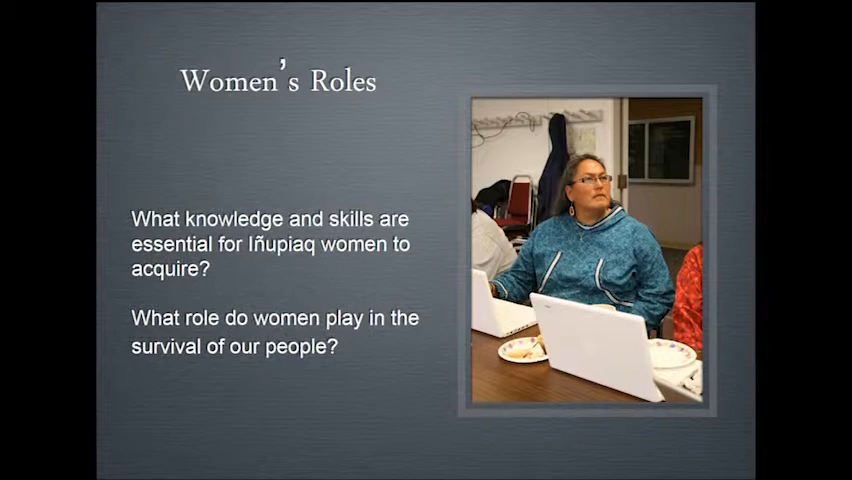 Women's Roles
What knowledge and skills are
essential for Iñupiaq women to
acquire?
What role do women play in the
survival of our people?